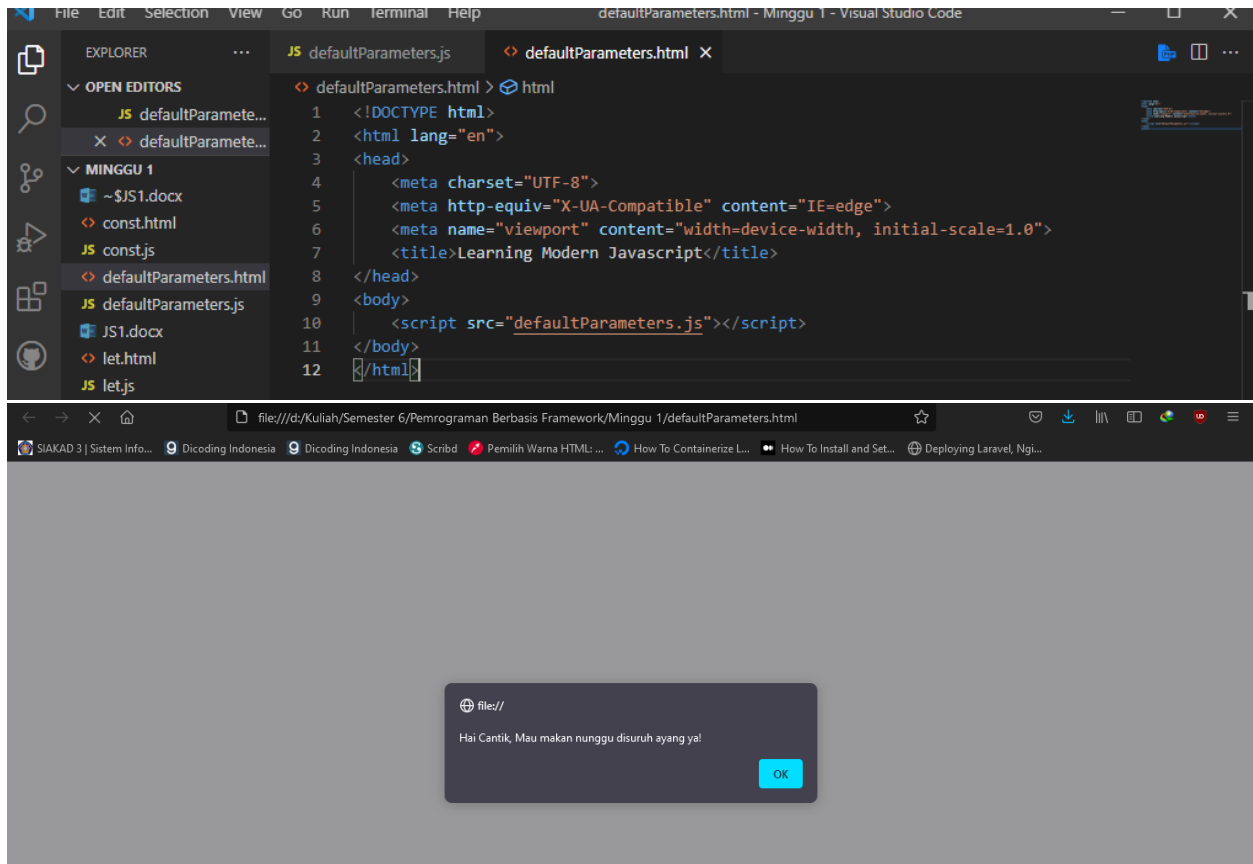 File Edit Selection View Go Run Terminal Help defaultParameters.html - Minggu 1 - Visual Studio Code
EXPLORER ...
JS defaultParameters.js <> defaultParameters.html X ...
OPEN EDITORS
JS defaultParamete...
X <> defaultParamete...
MINGGU 1
~$JS1.docx
<> const.html
JS const.js
<> defaultParameters.html
JS defaultParameters.js
JS1.docx
<> let.html
JS let.js
<> defaultParameters.html > html
1 <!DOCTYPE html>
2 <html lang="en">
3 <head>
4 <meta charset="UTF-8">
5 <meta http-equiv="X-UA-Compatible" content="IE=edge">
6 <meta name="viewport" content="width=device-width, initial-scale=1.0">
7 <title>Learning Modern Javascript</title>
8 </head>
9 <body>
10 <script src="defaultParameters.js"></script>
11 </body>
12 </html>
file:///d:/Kuliah/Semester 6/Pemrograman Berbasis Framework/Minggu 1/defaultParameters.html
SIAKAD 3 | Sistem Info... Dicoding Indonesia Dicoding Indonesia Scribd Pemilih Warna HTML: ... How To Containerize L... How To Install and Set... Deploying Laravel, Ngi...
file://
Hai Cantik, Mau makan nunggu disuruh ayang ya!
OK